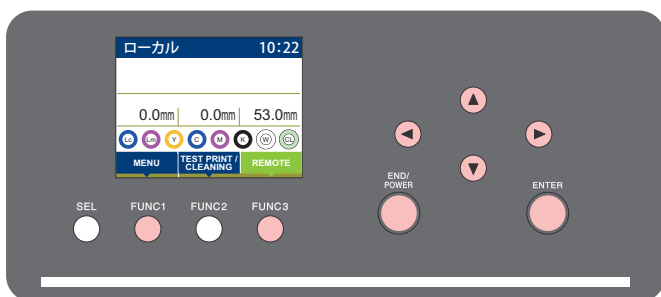 ローカル 10:22
0.0mm 0.0mm 53.0mm
Lc Lm Y C M K W CL
MENU TEST PRINT / CLEANING REMOTE
SEL FUNC1 FUNC2 FUNC3
END/
POWER
ENTER